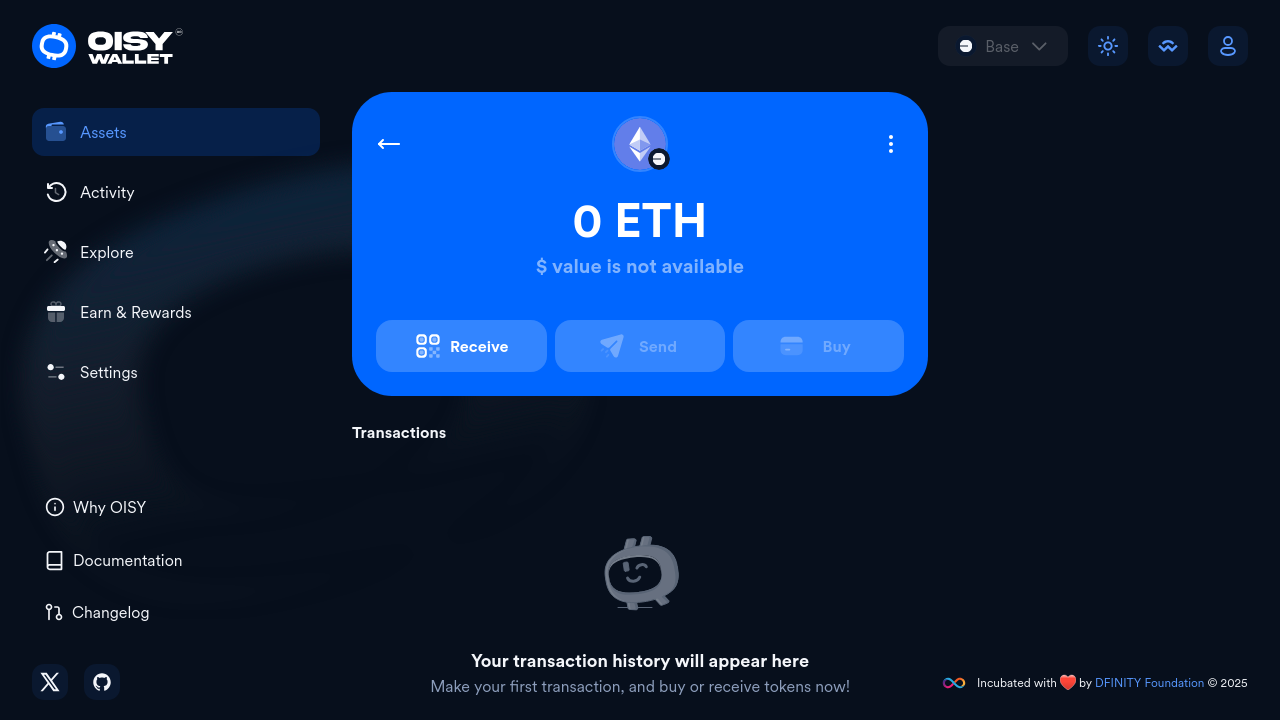 OISY
WALLET
Base
Assets
Activity
Explore
Earn & Rewards
Settings
Why OISY
Documentation
Changelog
0 ETH
$ value is not available
Receive
Send
Buy
Transactions
Your transaction history will appear here
Make your first transaction, and buy or receive tokens now!
Incubated with ❤️ by DFINITY Foundation © 2025